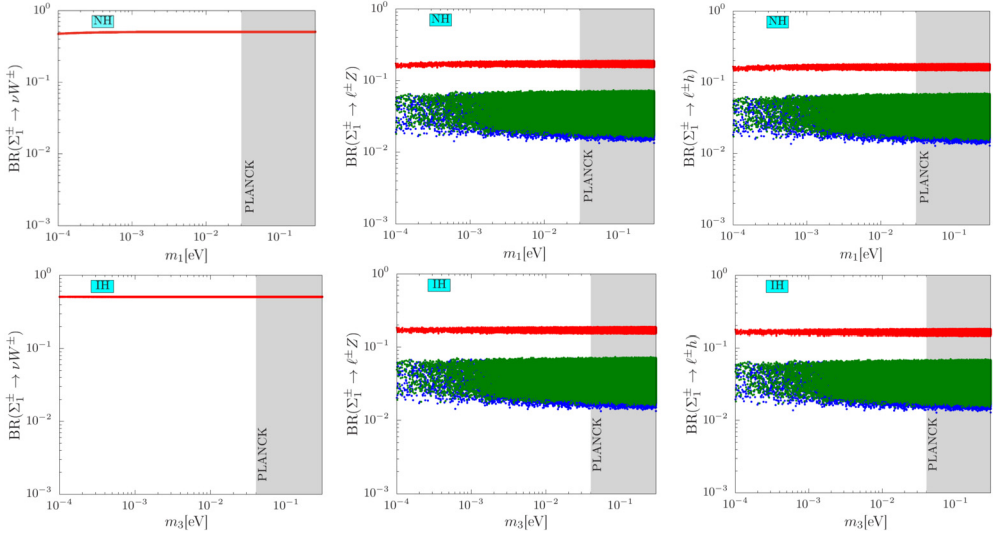 NH
BR(Σ₁^± → νW^±)
10^0
10^−1
10^−2
10^−3
PLANCK
10^−4 10^−3 10^−2 10^−1
m₁[eV]
NH
BR(Σ₁^± → ℓ^±Z)
10^0
10^−1
10^−2
10^−3
PLANCK
10^−4 10^−3 10^−2 10^−1
m₁[eV]
NH
BR(Σ₁^± → ℓ^±h)
10^0
10^−1
10^−2
10^−3
PLANCK
10^−4 10^−3 10^−2 10^−1
m₁[eV]
IH
BR(Σ₁^± → νW^±)
10^0
10^−1
10^−2
10^−3
PLANCK
10^−4 10^−3 10^−2 10^−1
m₃[eV]
IH
BR(Σ₁^± → ℓ^±Z)
10^0
10^−1
10^−2
10^−3
PLANCK
10^−4 10^−3 10^−2 10^−1
m₃[eV]
IH
BR(Σ₁^± → ℓ^±h)
10^0
10^−1
10^−2
10^−3
PLANCK
10^−4 10^−3 10^−2 10^−1
m₃[eV]